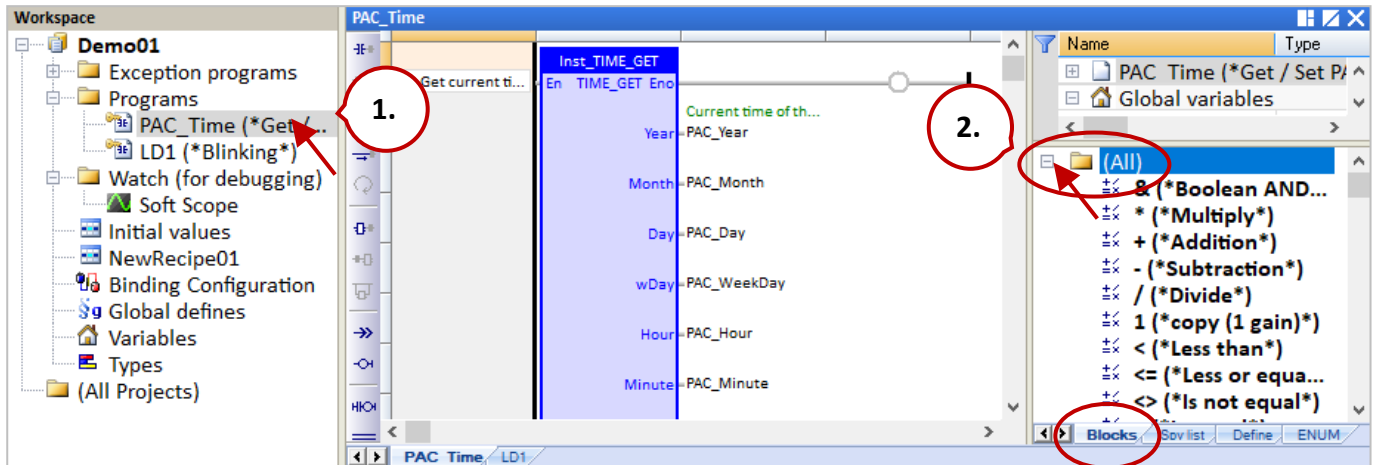 Workspace
Demo01
Exception programs
Programs
PAC_Time (*Get /...
LD1 (*Blinking*)
Watch (for debugging)
Soft Scope
Initial values
NewRecipe01
Binding Configuration
Global defines
Variables
Types
(All Projects)
1.
PAC_Time
Get current ti...
Inst_TIME_GET
En TIME_GET Eno
Current time of th...
Year PAC_Year
Month PAC_Month
Day PAC_Day
wDay PAC_WeekDay
Hour PAC_Hour
Minute PAC_Minute
PAC_Time LD1
2.
Name Type
PAC_Time (*Get / Set PA
Global variables
(All)
& (*Boolean AND...
* (*Multiply*)
+ (*Addition*)
- (*Subtraction*)
/ (*Divide*)
1 (*copy (1 gain)*)
< (*Less than*)
<= (*Less or equa...
<> (*Is not equal*)
Blocks Spy list Define ENUM